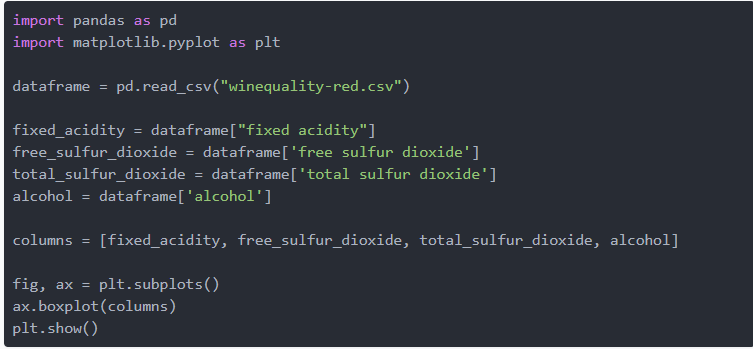 import pandas as pd
import matplotlib.pyplot as plt
dataframe = pd.read_csv("winequality-red.csv")
fixed_acidity = dataframe["fixed acidity"]
free_sulfur_dioxide = dataframe['free sulfur dioxide']
total_sulfur_dioxide = dataframe['total sulfur dioxide']
alcohol = dataframe['alcohol']
columns = [fixed_acidity, free_sulfur_dioxide, total_sulfur_dioxide, alcohol]
fig, ax = plt.subplots()
ax.boxplot(columns)
plt.show()